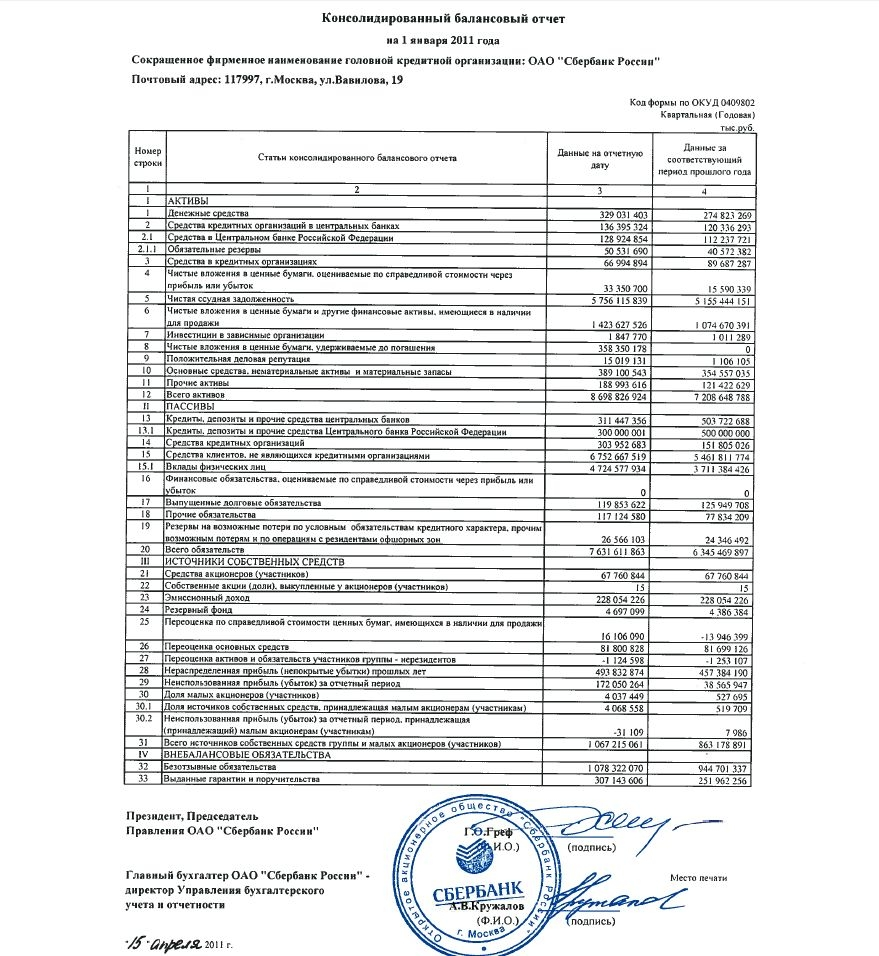 Консолидированный балансовый отчет
на 1 января 2011 года
Сокращенное фирменное наименование головной кредитной организации: ОАО "Сбербанк России"
Почтовый адрес: 117997, г.Москва, ул.Вавилова, 19
Код формы по ОКУД 0409802
Квартальная (Годовая)
тыс.руб.
Номер строки Статьи консолидированного балансового отчета Данные на отчетную дату Данные за соответствующий период прошлого года
1 2 3 4
I АКТИВЫ
1 Денежные средства 329 031 403 274 823 269
2 Средства кредитных организаций в центральных банках 136 395 324 120 336 293
2.1 Средства в Центральном банке Российской Федерации 128 924 854 112 237 721
2.1.1 Обязательные резервы 50 531 690 40 572 382
3 Средства в кредитных организациях 66 994 894 89 687 287
4 Чистые вложения в ценные бумаги, оцениваемые по справедливой стоимости через
прибыль или убыток 33 350 700 15 590 339
5 Чистая ссудная задолженность 5 756 115 839 5 155 444 151
6 Чистые вложения в ценные бумаги и другие финансовые активы, имеющиеся в наличии
для продажи 1 423 627 526 1 074 670 391
7 Инвестиции в зависимые организации 1 847 770 1 011 289
8 Чистые вложения в ценные бумаги, удерживаемые до погашения 358 350 178 0
9 Положительная деловая репутация 15 019 131 1 106 105
10 Основные средства, нематериальные активы и материальные запасы 389 100 543 354 557 035
11 Прочие активы 188 993 616 121 422 629
12 Всего активов 8 698 826 924 7 208 648 788
II ПАССИВЫ
13 Кредиты, депозиты и прочие средства центральных банков 311 447 356 503 722 688
13.1 Кредиты, депозиты и прочие средства Центрального банка Российской Федерации 300 000 001 500 000 000
14 Средства кредитных организаций 303 952 683 151 805 026
15 Средства клиентов, не являющихся кредитными организациями 6 752 667 519 5 461 811 774
15.1 Вклады физических лиц 4 724 577 934 3 711 384 426
16 Финансовые обязательства, оцениваемые по справедливой стоимости через прибыль или
убыток 0 0
17 Выпущенные долговые обязательства 119 853 622 125 949 708
18 Прочие обязательства 117 124 580 77 834 209
19 Резервы на возможные потери по условным обязательствам кредитного характера, прочим
возможным потерям и по операциям с резидентами офшорных зон 26 566 103 24 346 492
20 Всего обязательств 7 631 611 863 6 345 469 897
III ИСТОЧНИКИ СОБСТВЕННЫХ СРЕДСТВ
21 Средства акционеров (участников) 67 760 844 67 760 844
22 Собственные акции (доли), выкупленные у акционеров (участников) 15 15
23 Эмиссионный доход 228 054 226 228 054 226
24 Резервный фонд 4 697 099 4 386 384
25 Переоценка по справедливой стоимости ценных бумаг, имеющихся в наличии для продажи
16 106 090 -13 946 399
26 Переоценка основных средств 81 800 828 81 699 126
27 Переоценка активов и обязательств участников группы - нерезидентов -1 124 598 -1 253 107
28 Нераспределенная прибыль (непокрытые убытки) прошлых лет 493 832 874 457 384 190
29 Неиспользованная прибыль (убыток) за отчетный период 172 050 264 38 565 947
30 Доля малых акционеров (участников) 4 037 449 527 695
30.1 Доля источников собственных средств, принадлежащая малым акционерам (участникам) 4 068 558 519 709
30.2 Неиспользованная прибыль (убыток) за отчетный период, принадлежащая
(принадлежащий) малым акционерам (участникам) -31 109 7 986
31 Всего источников собственных средств группы и малых акционеров (участников) 1 067 215 061 863 178 891
IV ВНЕБАЛАНСОВЫЕ ОБЯЗАТЕЛЬСТВА
32 Безотзывные обязательства 1 078 322 070 944 701 337
33 Выданные гарантии и поручительства 307 143 606 251 962 256
Президент, Председатель
Правления ОАО "Сбербанк России" Г.О.Греф
(Ф.И.О.) (подпись)
Главный бухгалтер ОАО "Сбербанк России" - Место печати
директор Управления бухгалтерского
учета и отчетности А.В.Кружалов
(Ф.И.О.) (подпись)
15 апреля 2011 г.
Открытое акционерное общество "Сбербанк России"
СБЕРБАНК
г. Москва